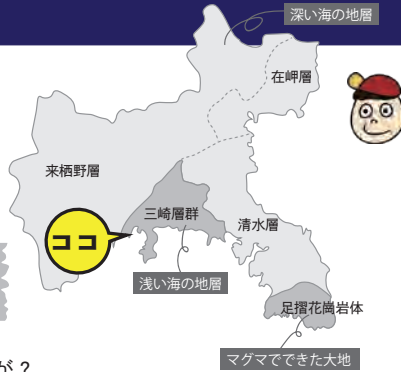 深い海の地層
在岬層
来栖野層
三崎層群
ココ
清水層
浅い海の地層
足摺花崗岩体
マグマでできた大地
が？